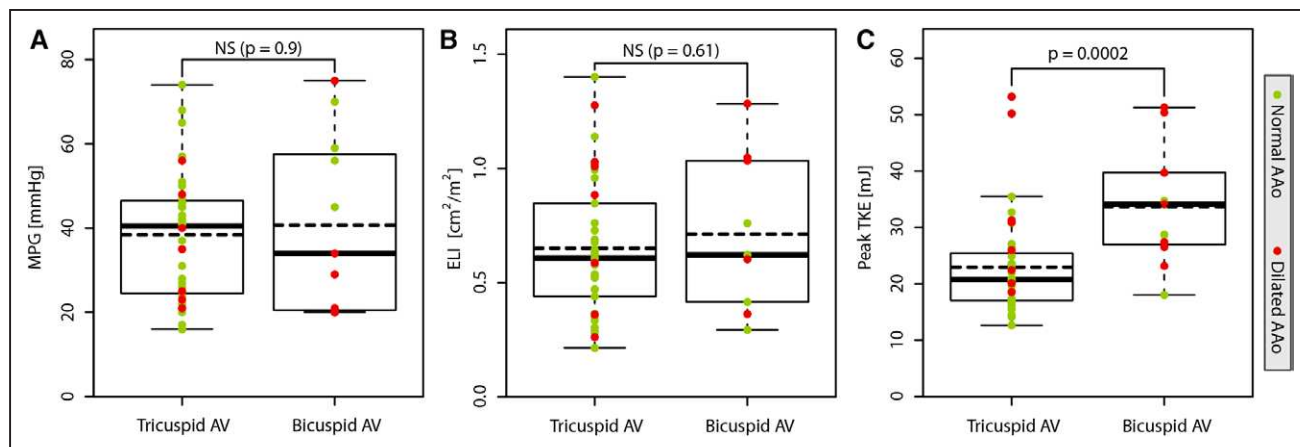 A
NS (p = 0.9)
MPG [mmHg]
80
60
40
20
0
Tricuspid AV
Bicuspid AV
B
NS (p = 0.61)
ELI [cm²/m²]
1.5
1.0
0.5
0.0
Tricuspid AV
Bicuspid AV
C
p = 0.0002
Peak TKE [mJ]
60
50
40
30
20
10
0
Tricuspid AV
Bicuspid AV
Normal AAo
Dilated AAo